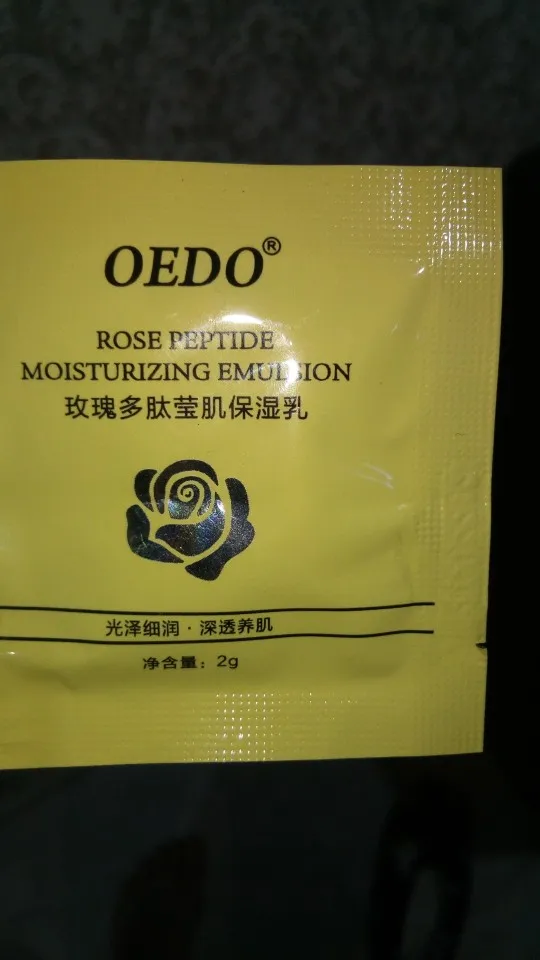 OEDO®
ROSE PEPTIDE
MOISTURIZING EMULSION
玫瑰多肽莹肌保湿乳
光泽细润·深透养肌
净含量：2g